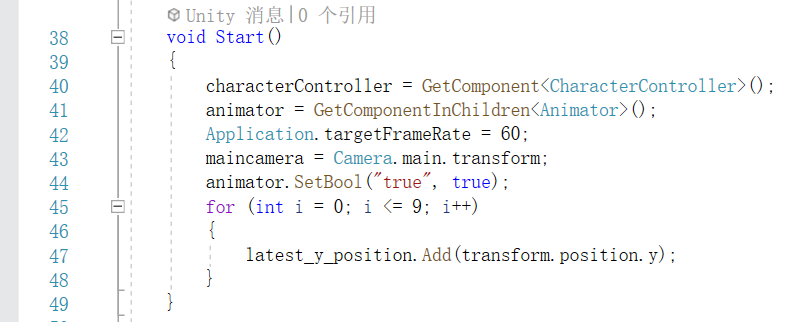 Unity 消息|0 个引用
38 void Start()
39 {
40 characterController = GetComponent<CharacterController>();
41 animator = GetComponentInChildren<Animator>();
42 Application.targetFrameRate = 60;
43 maincamera = Camera.main.transform;
44 animator.SetBool("true", true);
45 for (int i = 0; i <= 9; i++)
46 {
47 latest_y_position.Add(transform.position.y);
48 }
49 }